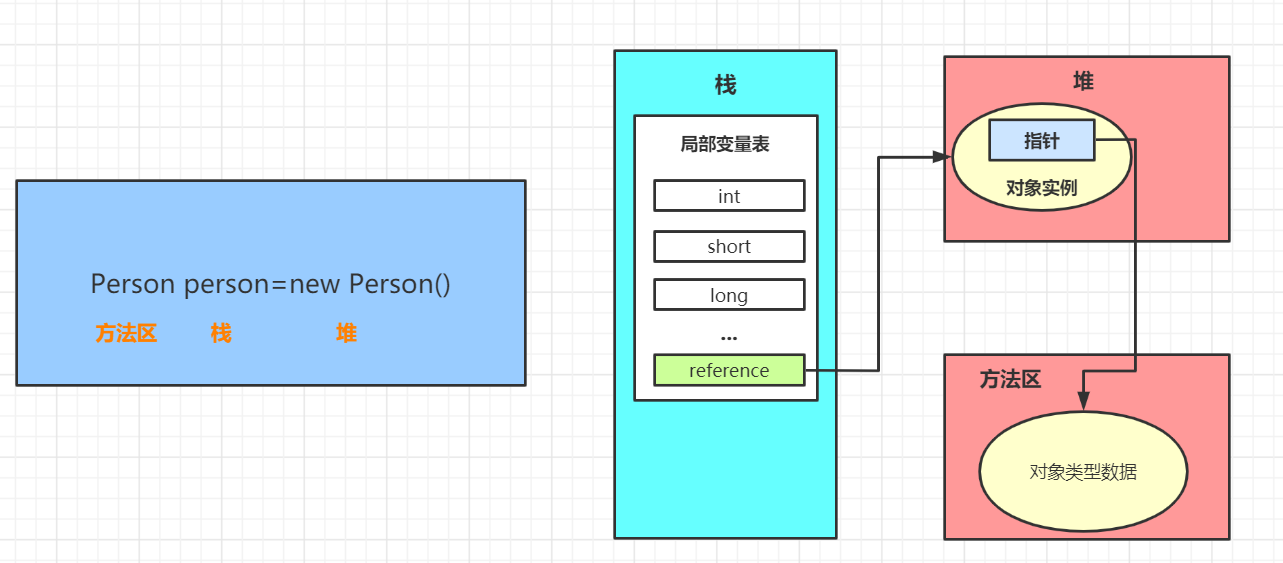 Person person=new Person()
方法区 栈 堆
栈
局部变量表
int
short
long
...
reference
堆
指针
对象实例
方法区
对象类型数据